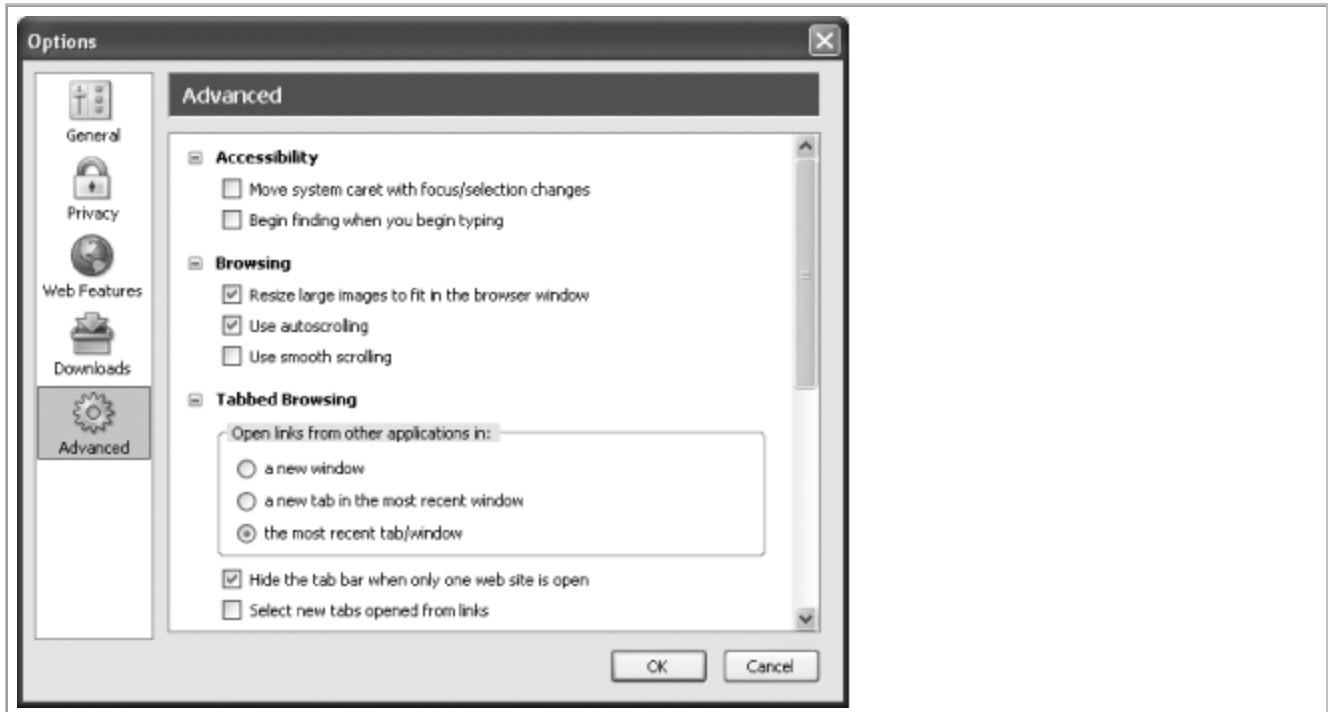 Options
General
Privacy
Web Features
Downloads
Advanced
Advanced
Accessibility
Move system caret with focus/selection changes
Begin finding when you begin typing
Browsing
Resize large images to fit in the browser window
Use autoscrolling
Use smooth scrolling
Tabbed Browsing
Open links from other applications in:
a new window
a new tab in the most recent window
the most recent tab/window
Hide the tab bar when only one web site is open
Select new tabs opened from links
OK
Cancel